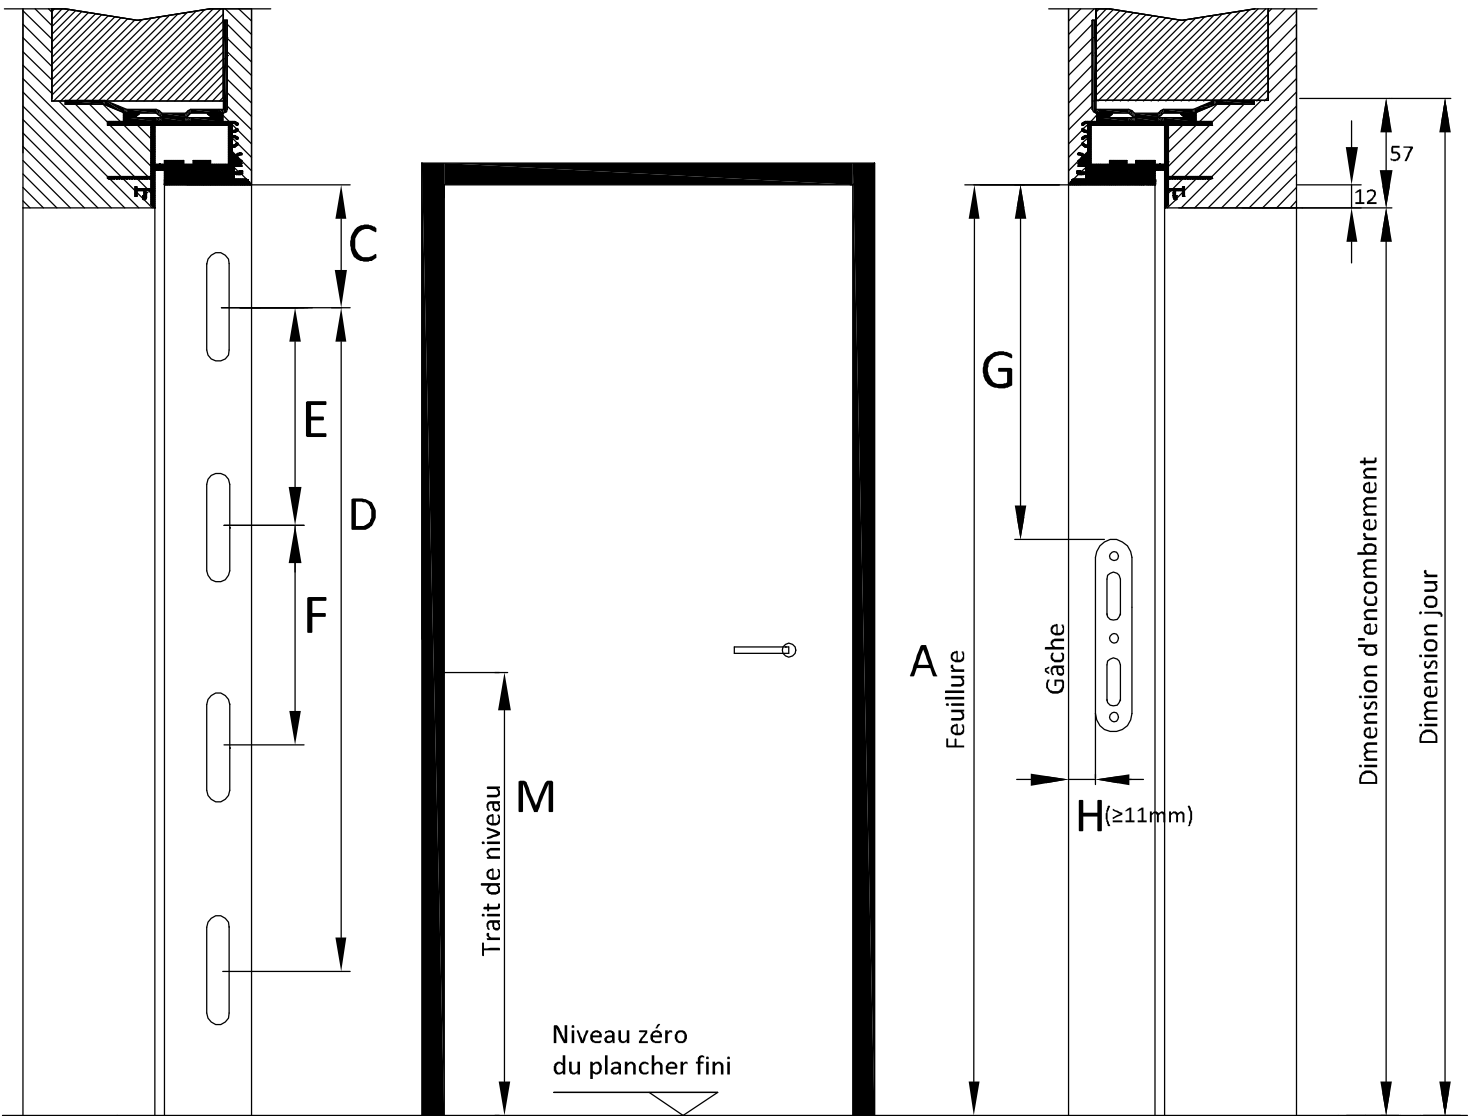 C
E
D
F
M
Trait de niveau
Niveau zéro
du plancher fini
A
Feuillure
G
Gâche
H (≥11mm)
57
12
Dimension d'encombrement
Dimension jour